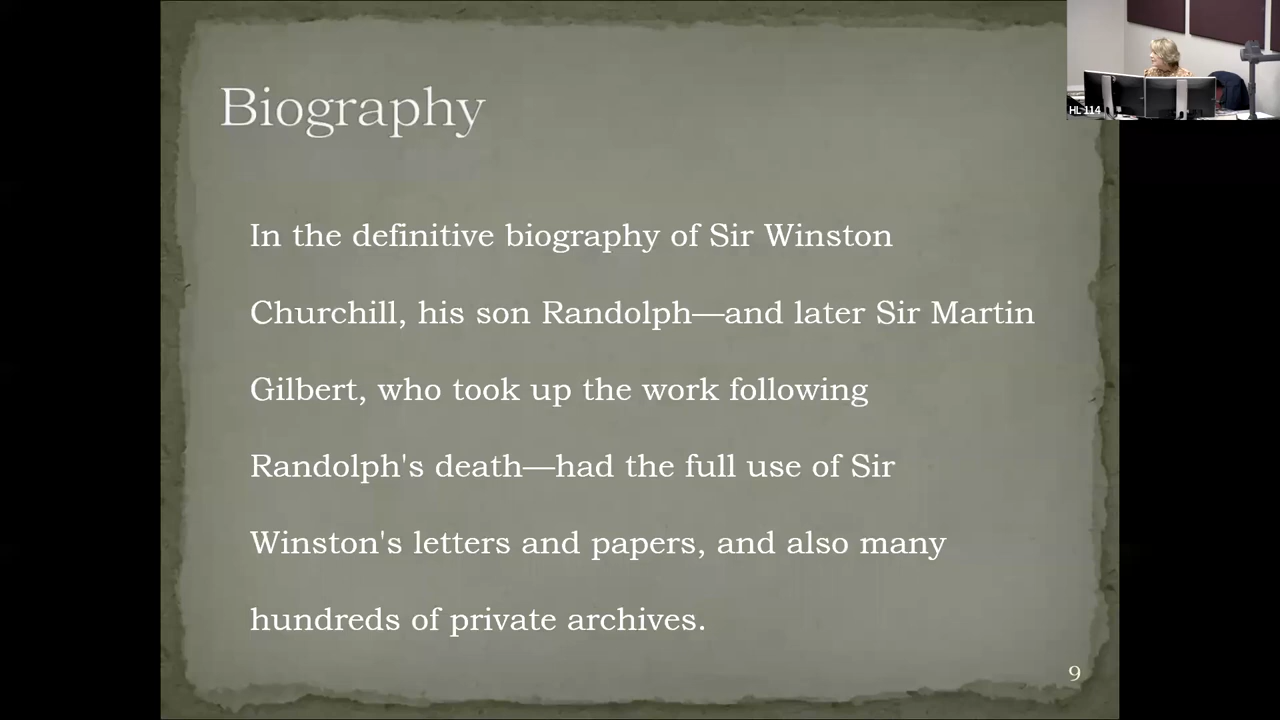 HL 114
Biography
In the definitive biography of Sir Winston
Churchill, his son Randolph—and later Sir Martin
Gilbert, who took up the work following
Randolph's death—had the full use of Sir
Winston's letters and papers, and also many
hundreds of private archives.
9